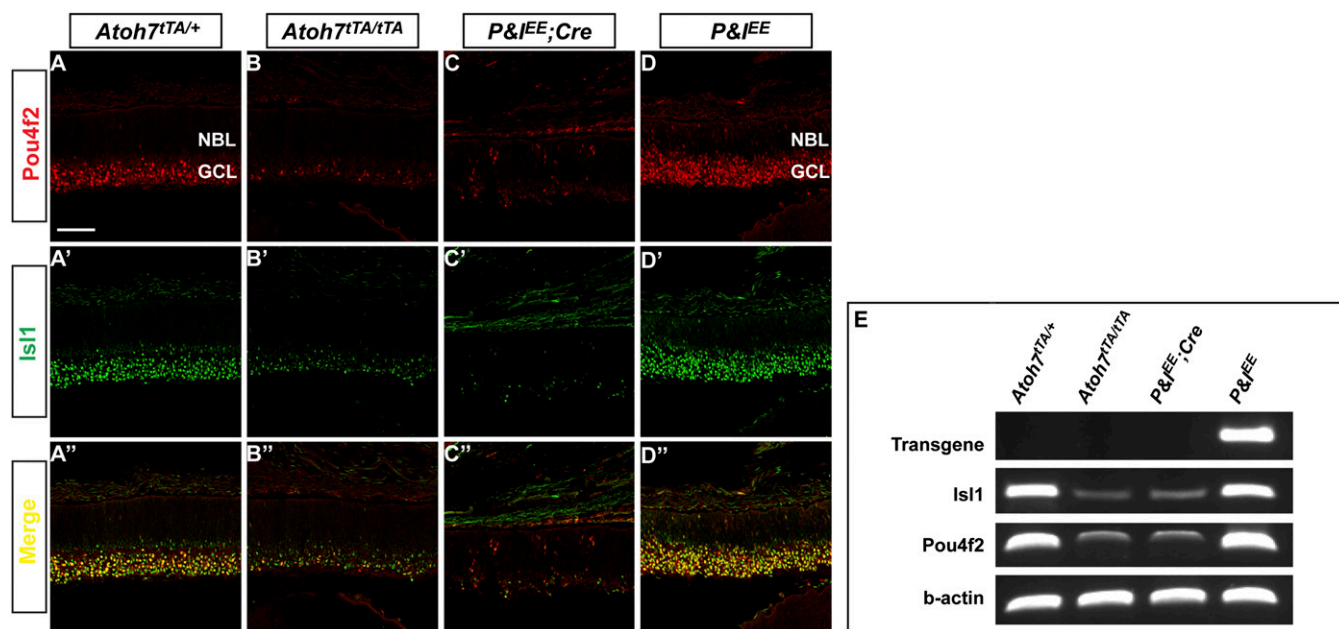 Atoh7tTA/+ Atoh7tTA/tTA P&IEE;Cre P&IEE
Pou4f2
A B C D
NBL NBL
GCL GCL
Isl1
A' B' C' D'
Merge
A'' B'' C'' D''
E
Atoh7tTA/+ Atoh7tTA/tTA P&IEE;Cre P&IEE
Transgene
Isl1
Pou4f2
b-actin